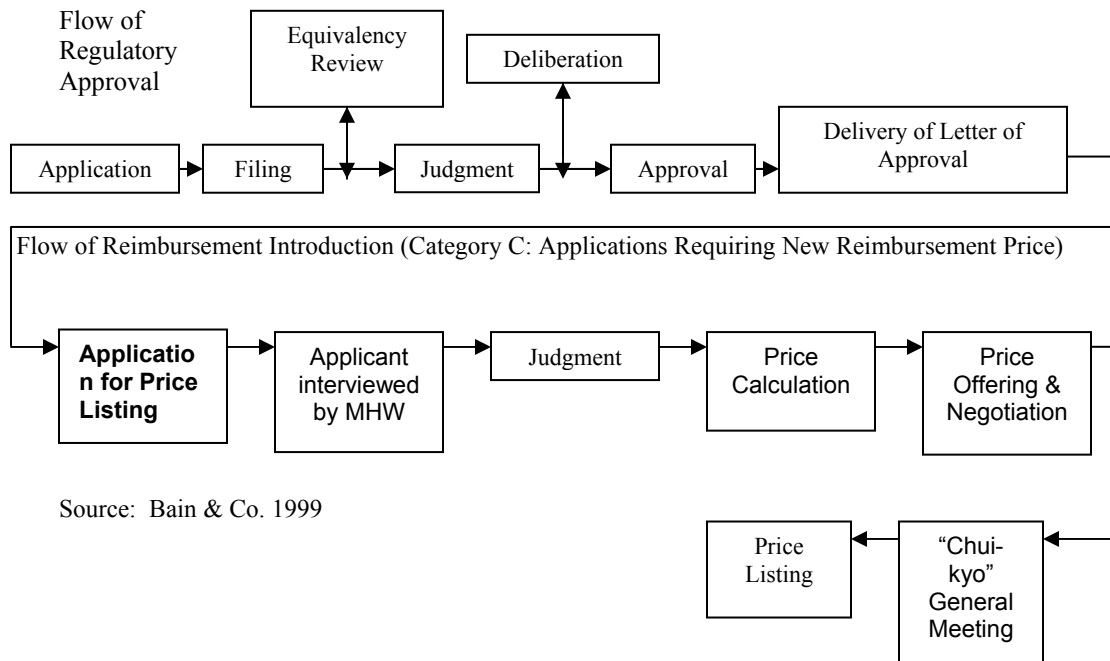 Flow of
Regulatory
Approval
Equivalency
Review
Deliberation
Application
Filing
Judgment
Approval
Delivery of Letter of
Approval
Flow of Reimbursement Introduction (Category C: Applications Requiring New Reimbursement Price)
Applicatio
n for Price
Listing
Applicant
interviewed
by MHW
Judgment
Price
Calculation
Price
Offering &
Negotiation
Source:  Bain & Co. 1999
Price
Listing
“Chui-
kyo”
General
Meeting